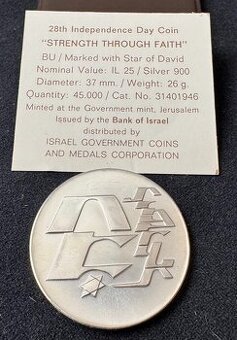 28th Independence Day Coin
"STRENGTH THROUGH FAITH"
BU / Marked with Star of David
Nominal Value: IL 25 / Silver 900
Diameter: 37 mm. / Weight: 26 g.
Quantity: 45.000 / Cat. No. 31401946
Minted at the Government mint, Jerusalem
Issued by the Bank of Israel
distributed by
ISRAEL GOVERNMENT COINS
AND MEDALS CORPORATION